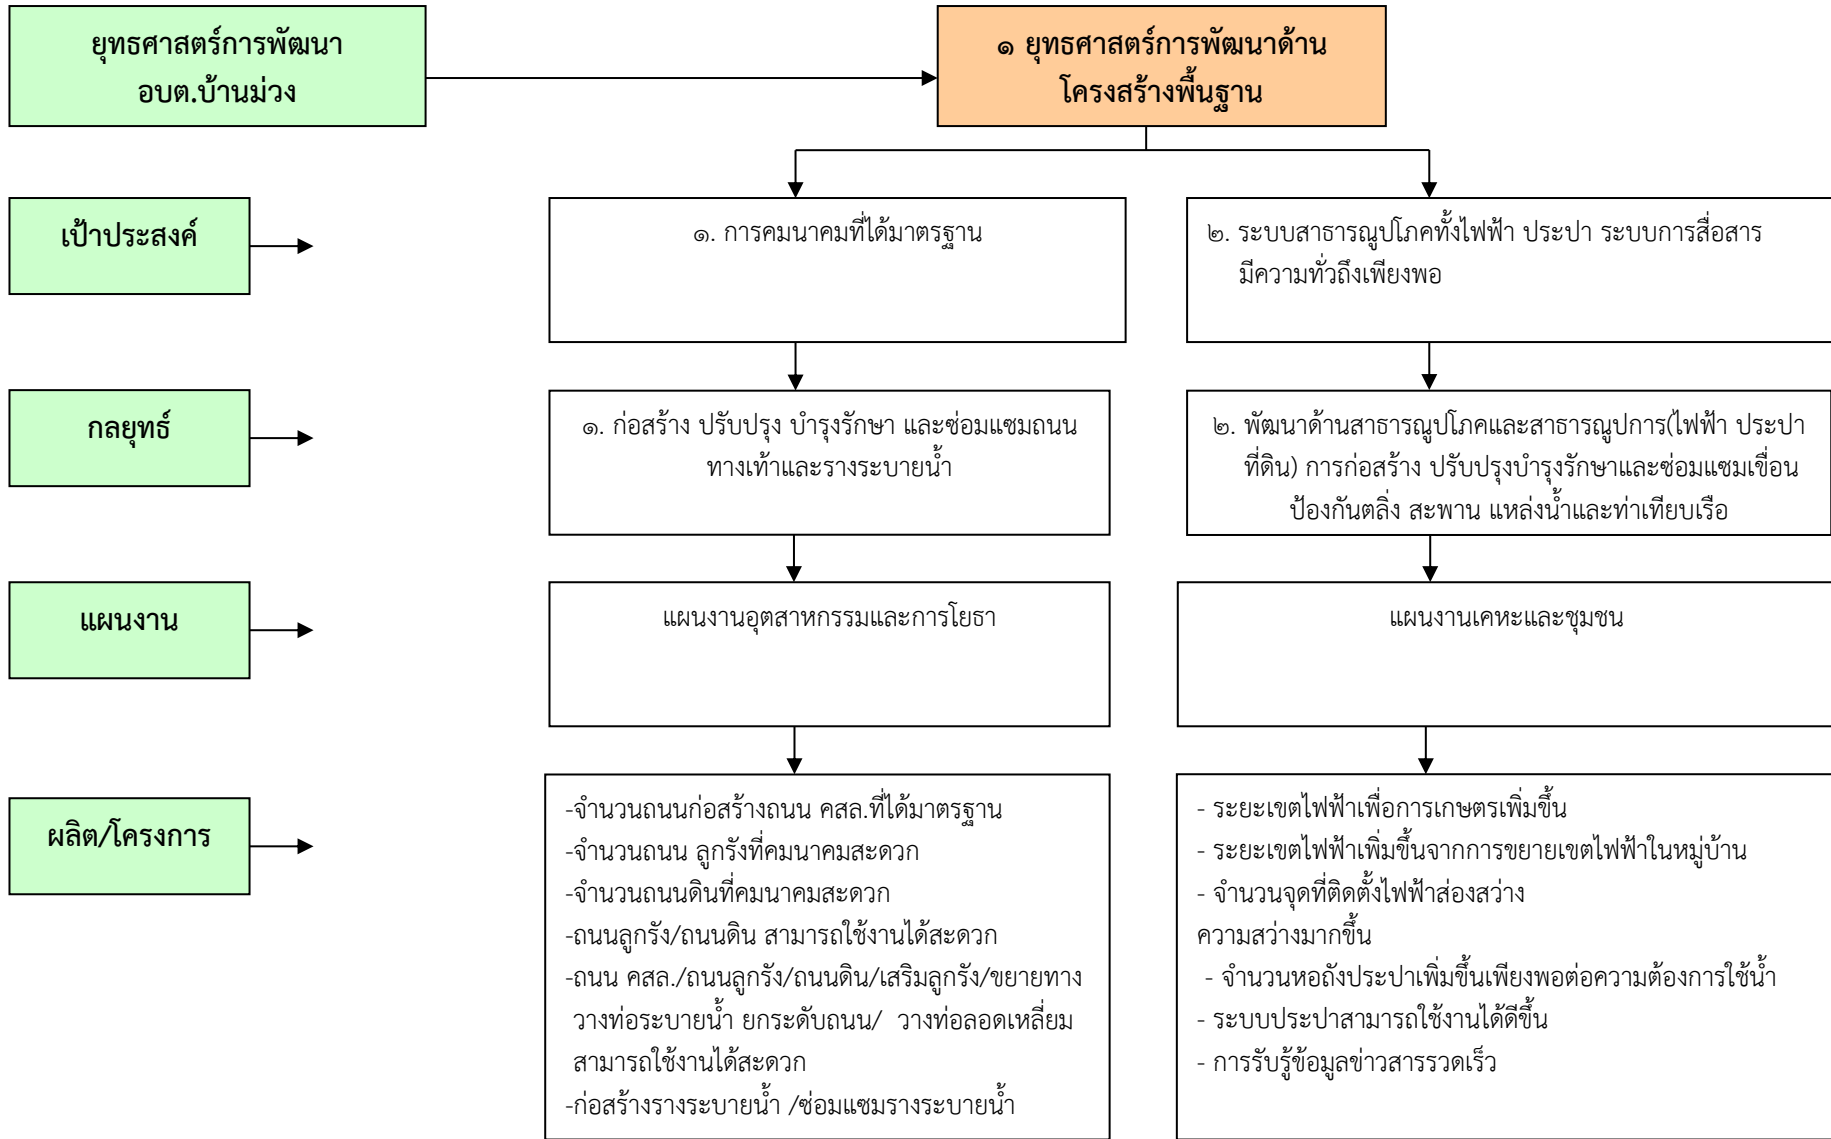 ยุทธศาสตร์การพัฒนา
อบต.บ้านม่วง
๑ ยุทธศาสตร์การพัฒนาด้าน
โครงสร้างพื้นฐาน
เป้าประสงค์
๑. การคมนาคมที่ได้มาตรฐาน
๒. ระบบสาธารณูปโภคทั้งไฟฟ้า ประปา ระบบการสื่อสาร
มีความทั่วถึงเพียงพอ
กลยุทธ์
๑. ก่อสร้าง ปรับปรุง บำรุงรักษา และซ่อมแซมถนน
ทางเท้าและรางระบายน้ำ
๒. พัฒนาด้านสาธารณูปโภคและสาธารณูปการ(ไฟฟ้า ประปา
ที่ดิน) การก่อสร้าง ปรับปรุงบำรุงรักษาและซ่อมแซมเขื่อน
ป้องกันตลิ่ง สะพาน แหล่งน้ำและท่าเทียบเรือ
แผนงาน
แผนงานอุตสาหกรรมและการโยธา
แผนงานเคหะและชุมชน
ผลิต/โครงการ
-จำนวนถนนก่อสร้างถนน คสล.ที่ได้มาตรฐาน
-จำนวนถนน ลูกรังที่คมนาคมสะดวก
-จำนวนถนนดินที่คมนาคมสะดวก
-ถนนลูกรัง/ถนนดิน สามารถใช้งานได้สะดวก
-ถนน คสล./ถนนลูกรัง/ถนนดิน/เสริมลูกรัง/ขยายทาง
วางท่อระบายน้ำ ยกระดับถนน/ วางท่อลอดเหลี่ยม
สามารถใช้งานได้สะดวก
-ก่อสร้างรางระบายน้ำ /ซ่อมแซมรางระบายน้ำ
- ระยะเขตไฟฟ้าเพื่อการเกษตรเพิ่มขึ้น
- ระยะเขตไฟฟ้าเพิ่มขึ้นจากการขยายเขตไฟฟ้าในหมู่บ้าน
- จำนวนจุดที่ติดตั้งไฟฟ้าส่องสว่าง
ความสว่างมากขึ้น
- จำนวนหอถังประปาเพิ่มขึ้นเพียงพอต่อความต้องการใช้น้ำ
- ระบบประปาสามารถใช้งานได้ดีขึ้น
- การรับรู้ข้อมูลข่าวสารรวดเร็ว